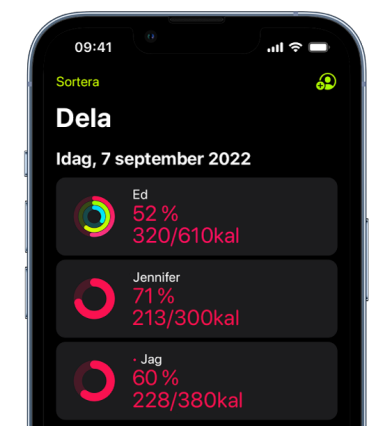 09:41
Sortera
Dela
Idag, 7 september 2022
Ed
52 %
320/610kal
Jennifer
71 %
213/300kal
· Jag
60 %
228/380kal